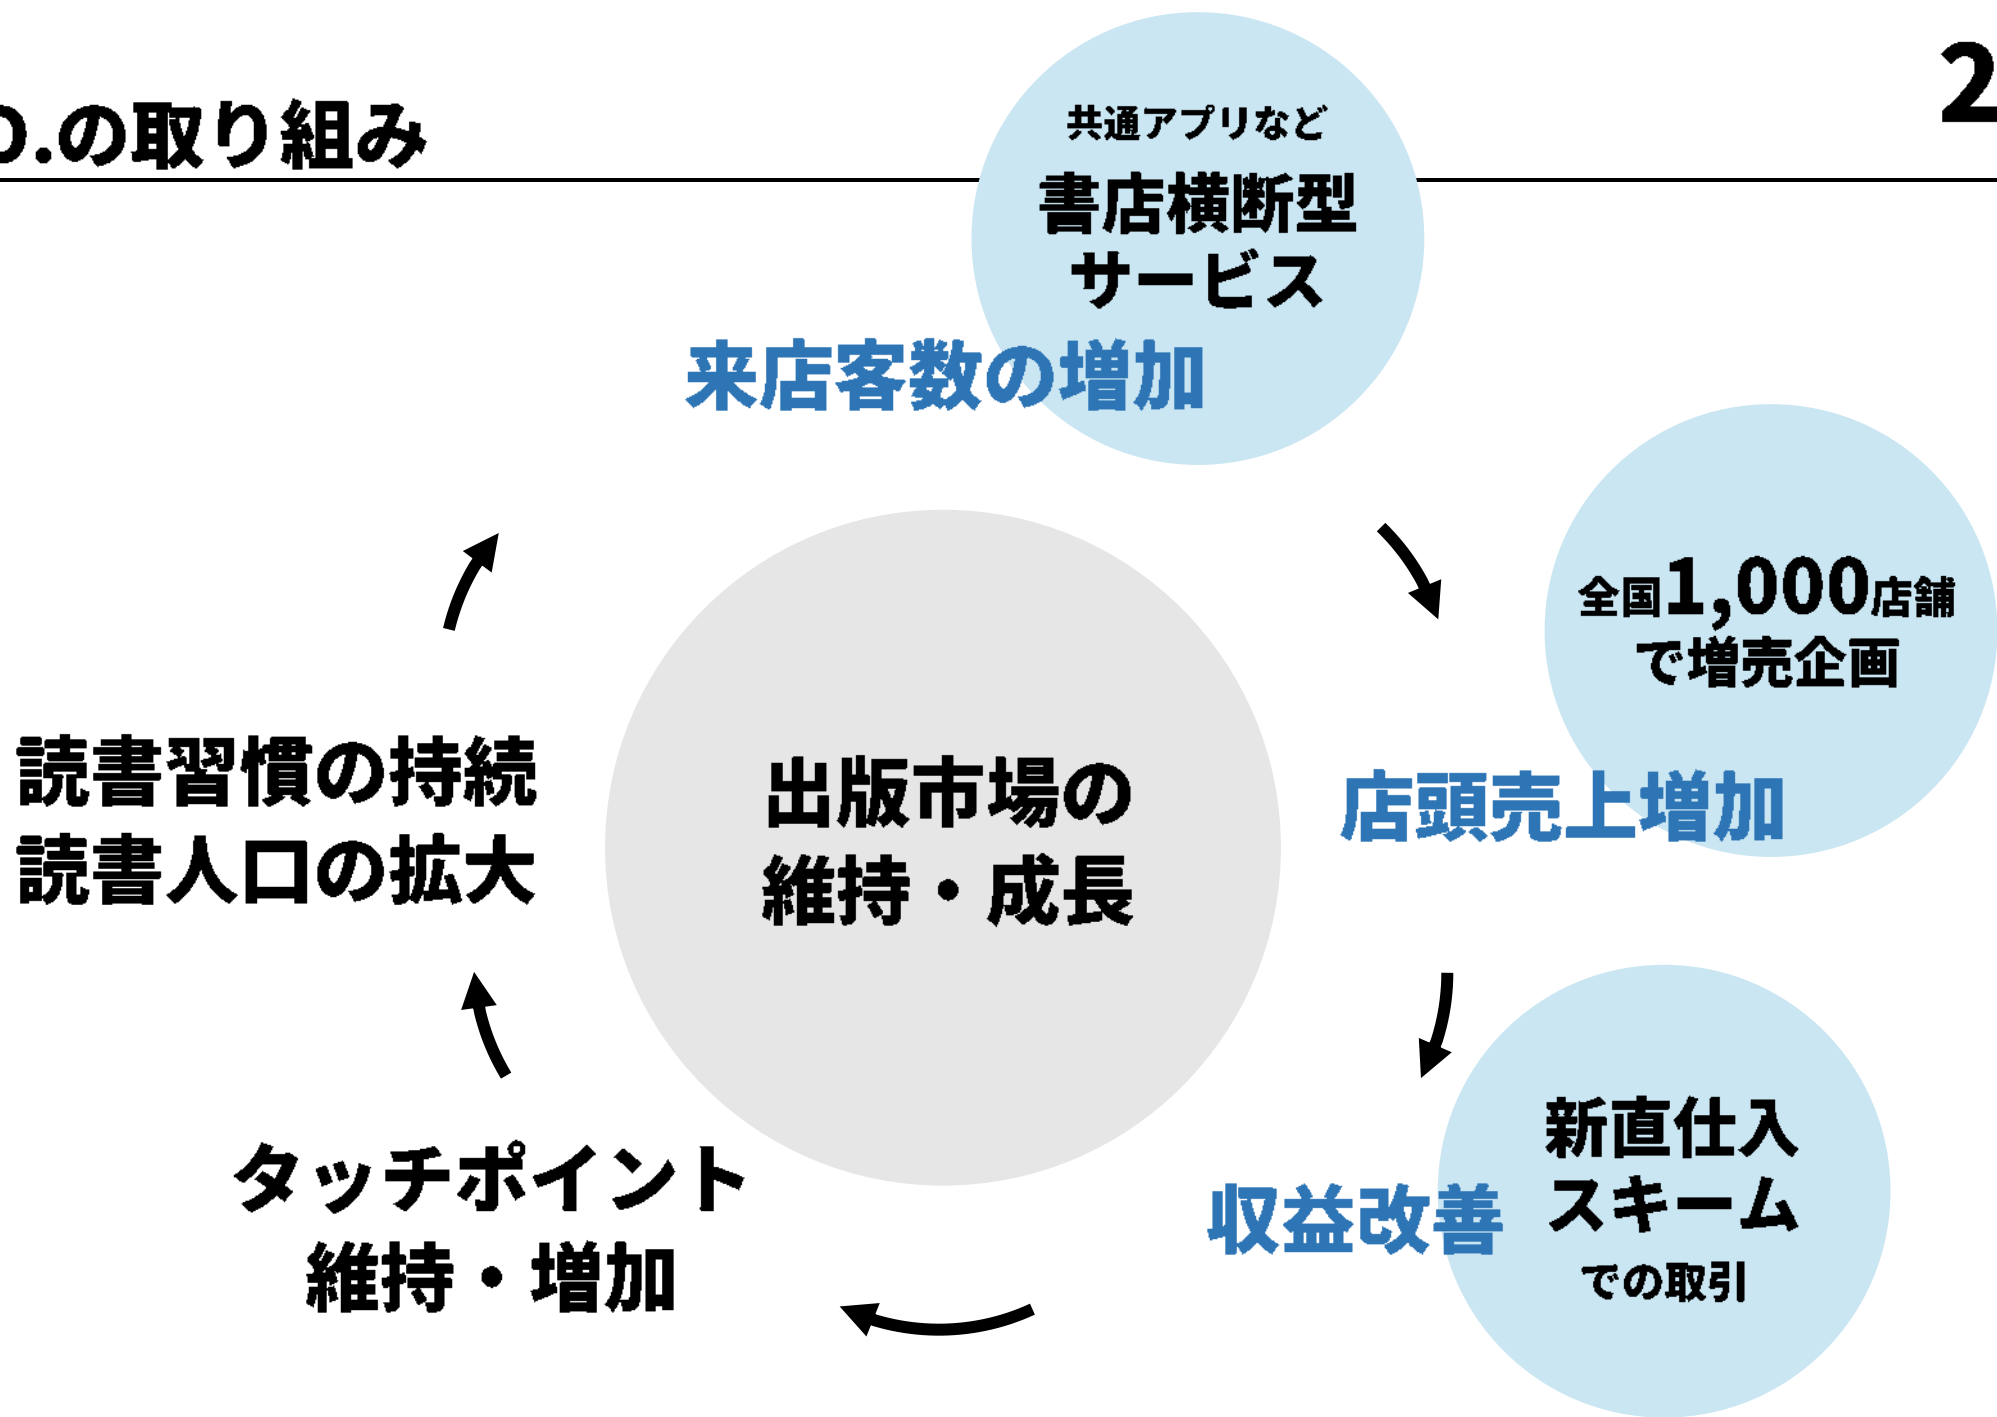 .の取り組み
2
共通アプリなど
書店横断型
サービス
来店客数の増加
全国1,000店舗
で増売企画
店頭売上増加
出版市場の
維持・成長
読書習慣の持続
読書人口の拡大
新直仕入
スキーム
での取引
収益改善
タッチポイント
維持・増加